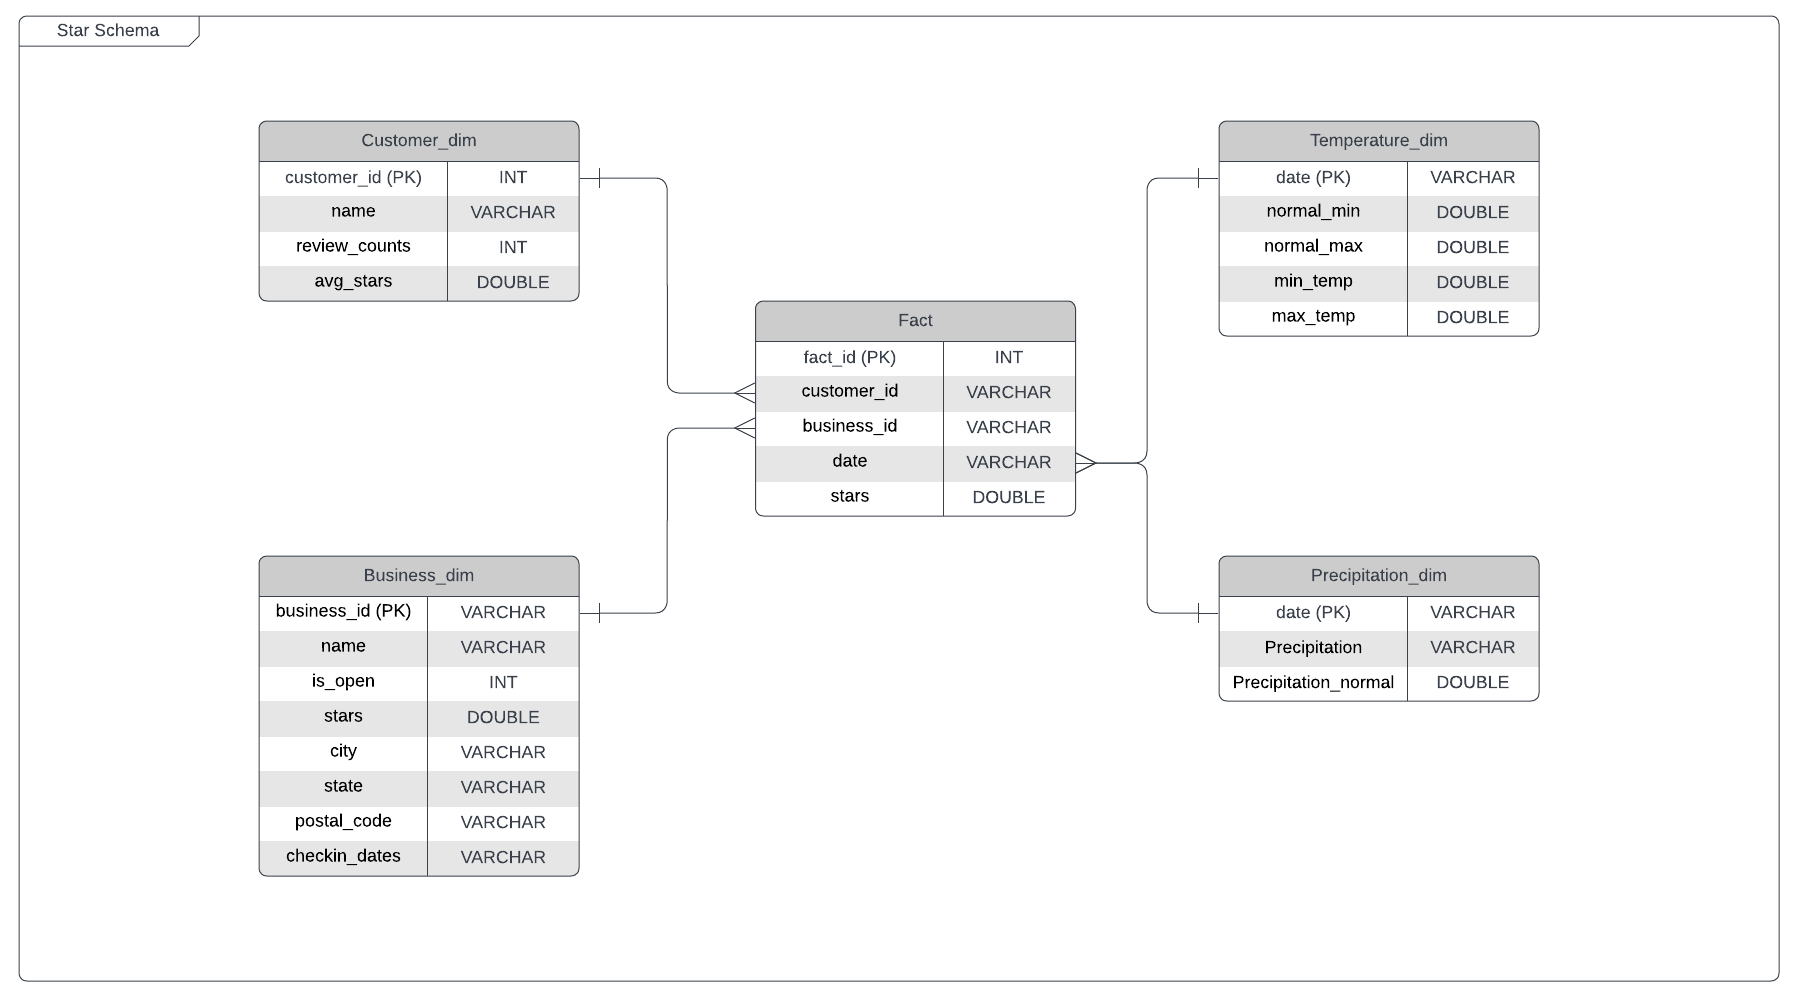 Star Schema
Customer_dim
customer_id (PK) INT
name VARCHAR
review_counts INT
avg_stars DOUBLE
Temperature_dim
date (PK) VARCHAR
normal_min DOUBLE
normal_max DOUBLE
min_temp DOUBLE
max_temp DOUBLE
Fact
fact_id (PK) INT
customer_id VARCHAR
business_id VARCHAR
date VARCHAR
stars DOUBLE
Business_dim
business_id (PK) VARCHAR
name VARCHAR
is_open INT
stars DOUBLE
city VARCHAR
state VARCHAR
postal_code VARCHAR
checkin_dates VARCHAR
Precipitation_dim
date (PK) VARCHAR
Precipitation VARCHAR
Precipitation_normal DOUBLE